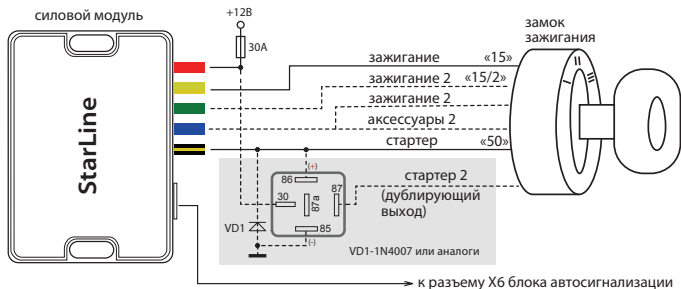 силовой модуль
+12В
замок
зажигания
30А
StarLine
зажигание «15»
зажигание 2 «15/2»
зажигание 2
аксессуары 2
стартер «50»
I
II
III
(+)
86
30
87а
87
85
(-)
VD1
стартер 2
(дублирующий
выход)
VD1-1N4007 или аналоги
к разъему X6 блока автосигнализации